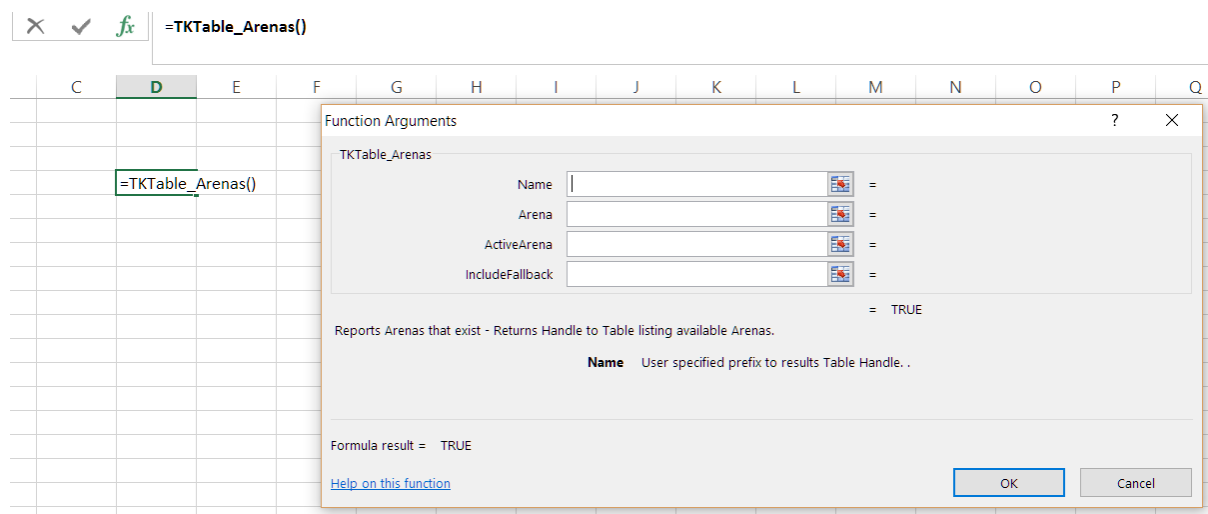 fx =TKTable_Arenas()
C D E F G H I J K L M N O P Q
Function Arguments ?
TKTable_Arenas
=TKTable_Arenas()
Name =
Arena =
ActiveArena =
IncludeFallback =
= TRUE
Reports Arenas that exist - Returns Handle to Table listing available Arenas.
Name User specified prefix to results Table Handle. .
Formula result = TRUE
Help on this function OK Cancel